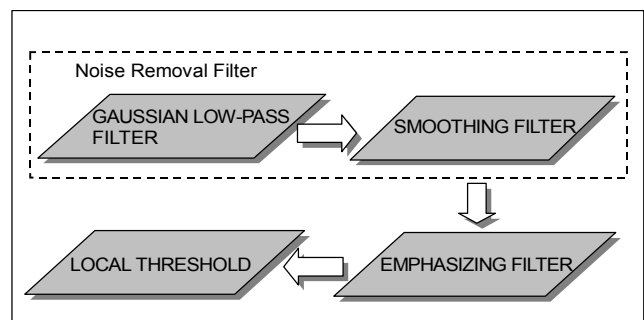 Noise Removal Filter
GAUSSIAN LOW-PASS
FILTER
SMOOTHING FILTER
LOCAL THRESHOLD
EMPHASIZING FILTER